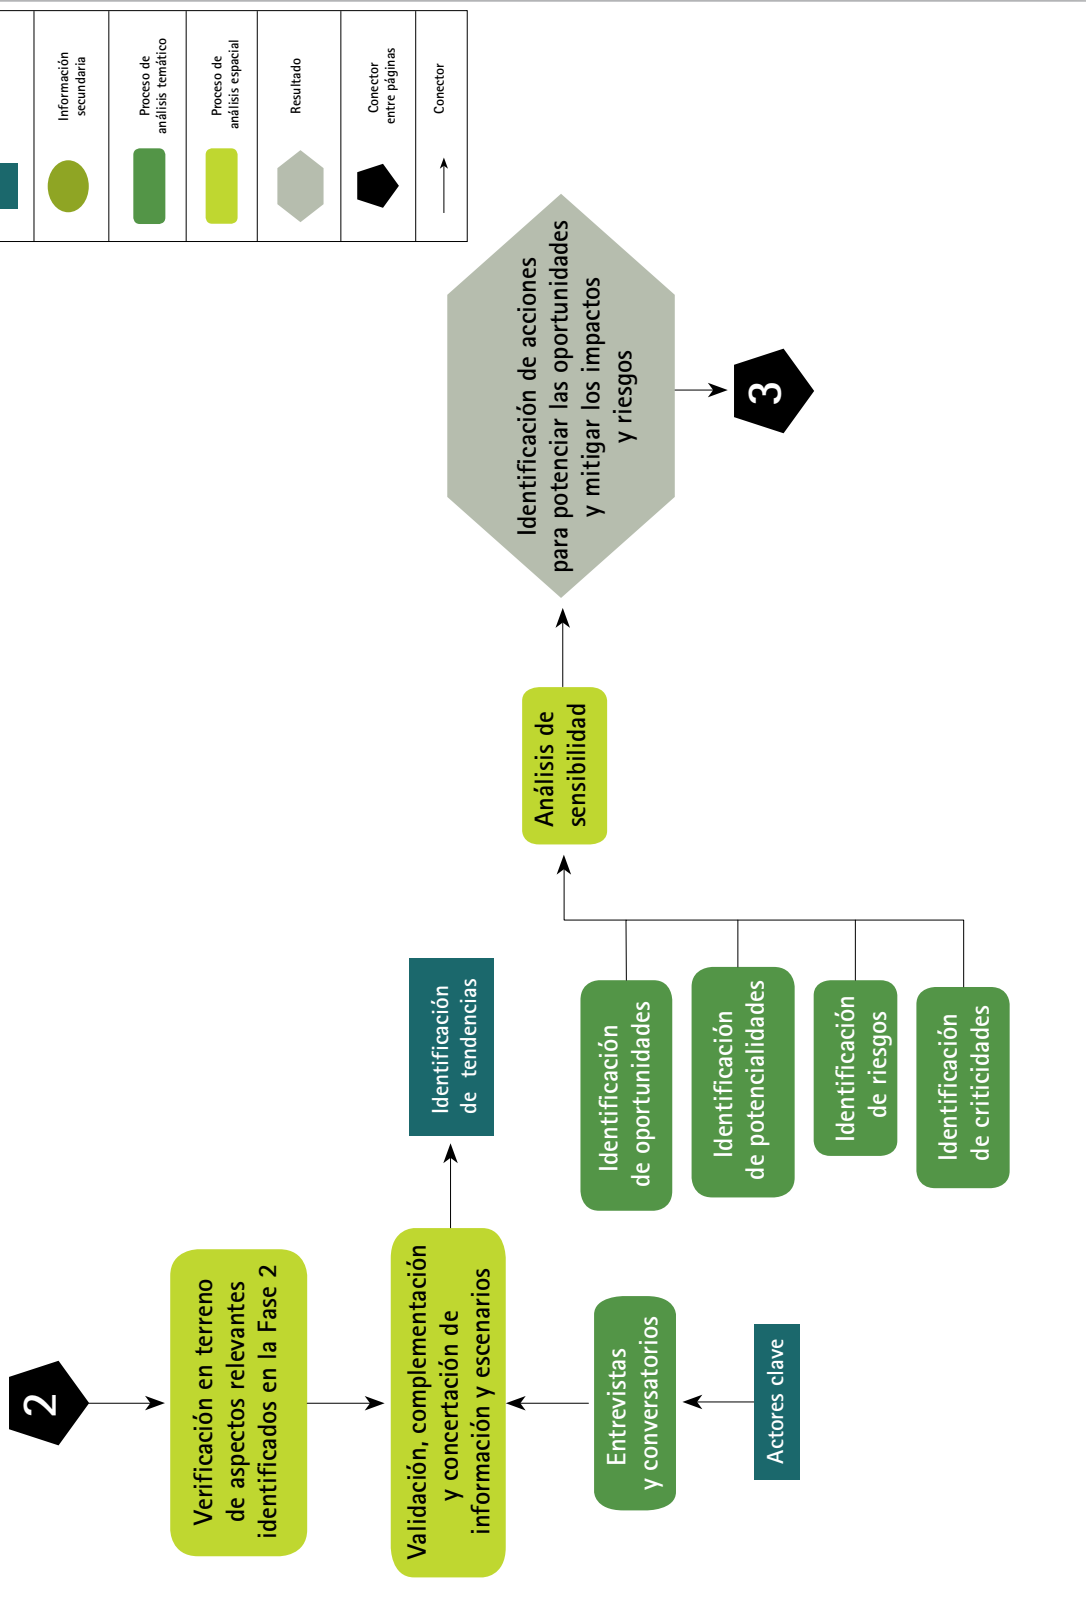 2
Verificación en terreno
de aspectos relevantes
identificados en la Fase 2
Validación, complementación
y concertación de
información y escenarios
Entrevistas
y conversatorios
Actores clave
Identificación
de tendencias
Identificación
de oportunidades
Identificación
de potencialidades
Identificación
de riesgos
Identificación
de criticidades
Análisis de
sensibilidad
Identificación de acciones
para potenciar las oportunidades
y mitigar los impactos
y riesgos
3
Información
secundaria
Proceso de
análisis temático
Proceso de
análisis espacial
Resultado
Conector
entre páginas
Conector